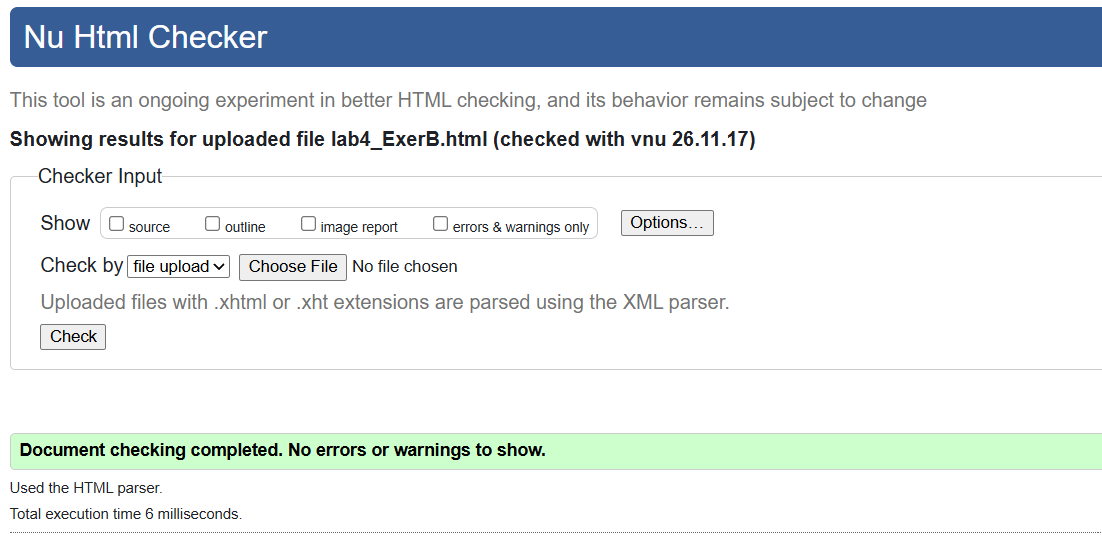 Nu Html Checker
This tool is an ongoing experiment in better HTML checking, and its behavior remains subject to change
Showing results for uploaded file lab4_ExerB.html (checked with vnu 26.11.17)
Checker Input
Show source outline image report errors & warnings only Options...
Check by file upload Choose File No file chosen
Uploaded files with .xhtml or .xht extensions are parsed using the XML parser.
Check
Document checking completed. No errors or warnings to show.
Used the HTML parser.
Total execution time 6 milliseconds.